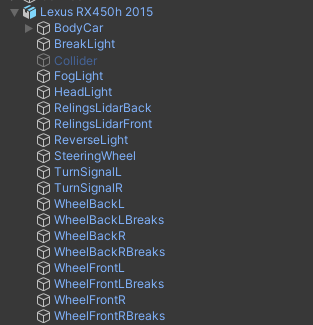 Lexus RX450h 2015
BodyCar
BreakLight
Collider
FogLight
HeadLight
RelingsLidarBack
RelingsLidarFront
ReverseLight
SteeringWheel
TurnSignalL
TurnSignalR
WheelBackL
WheelBackLBreaks
WheelBackR
WheelBackRBreaks
WheelFrontL
WheelFrontLBreaks
WheelFrontR
WheelFrontRBreaks